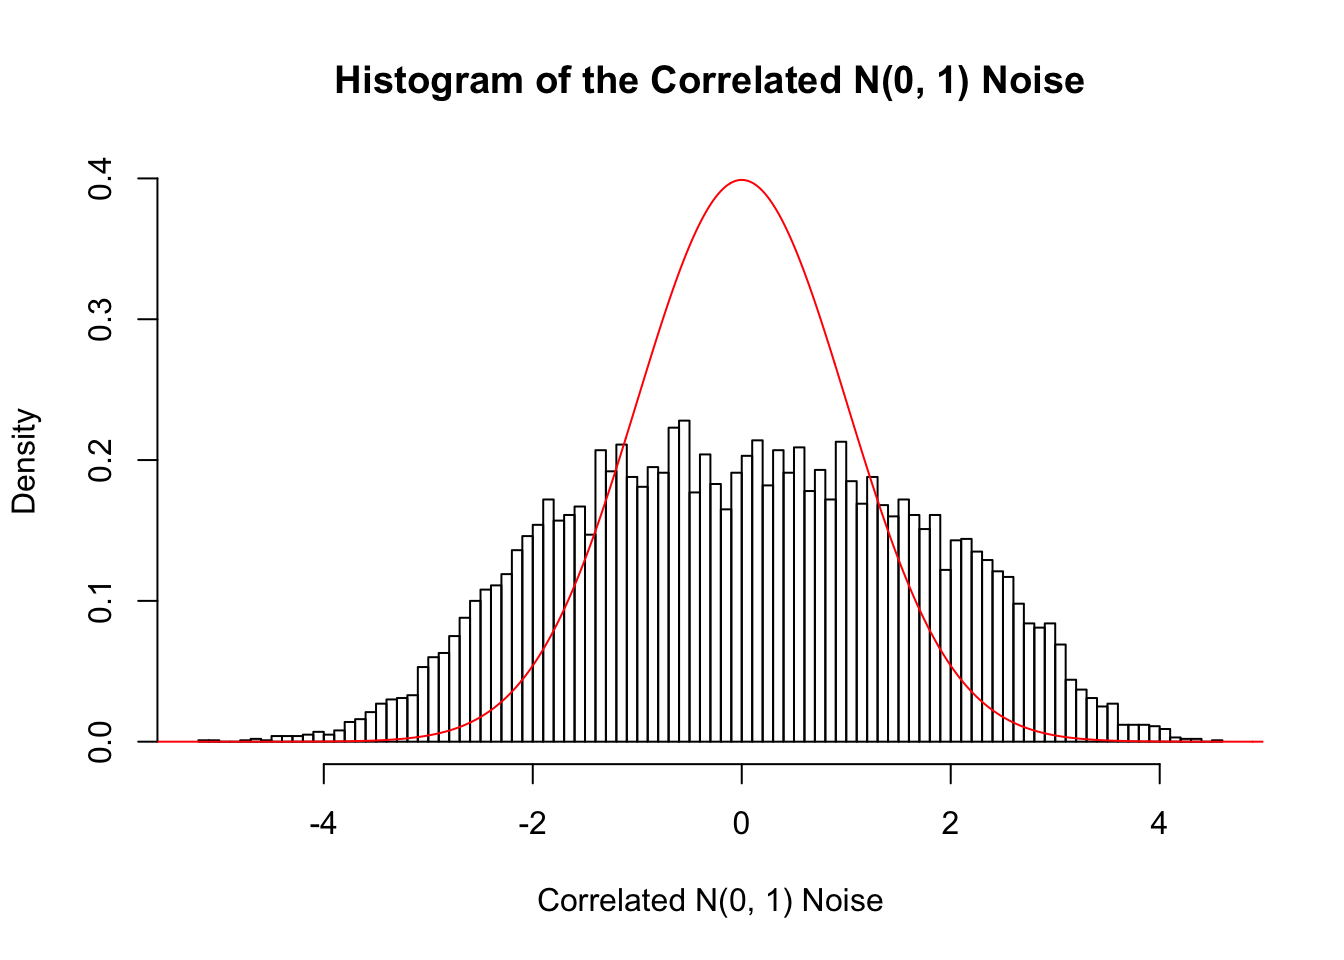 Histogram of the Correlated N(0, 1) Noise
Density
0.4
0.3
0.2
0.1
0.0
-4 -2 0 2 4
Correlated N(0, 1) Noise